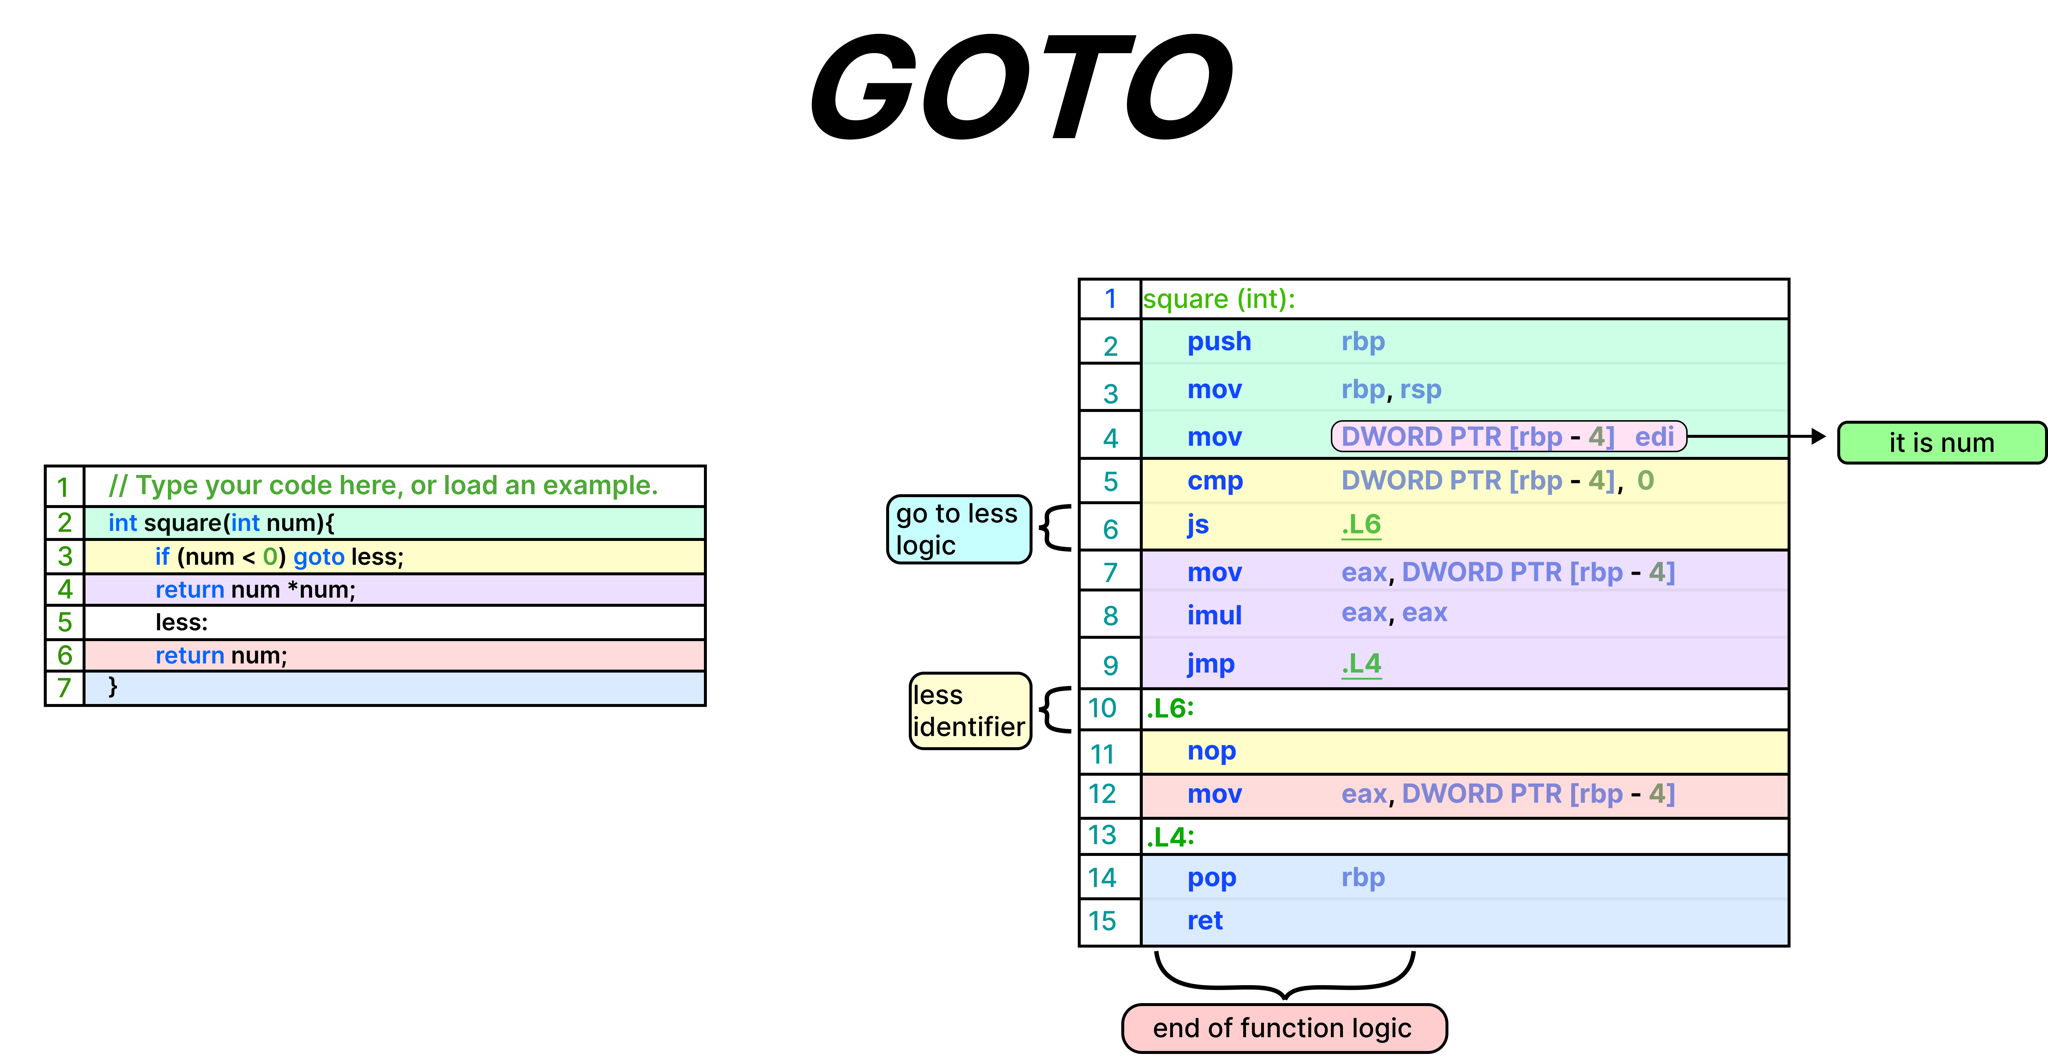 GOTO
1 // Type your code here, or load an example.
2 int square(int num){
3 if (num < 0) goto less;
4 return num *num;
5 less:
6 return num;
7 }
1 square (int):
2 push rbp
3 mov rbp, rsp
4 mov DWORD PTR [rbp - 4] edi
it is num
5 cmp DWORD PTR [rbp - 4], 0
6 js .L6
go to less
logic
7 mov eax, DWORD PTR [rbp - 4]
8 imul eax, eax
9 jmp .L4
10 .L6:
less
identifier
11 nop
12 mov eax, DWORD PTR [rbp - 4]
13 .L4:
14 pop rbp
15 ret
end of function logic